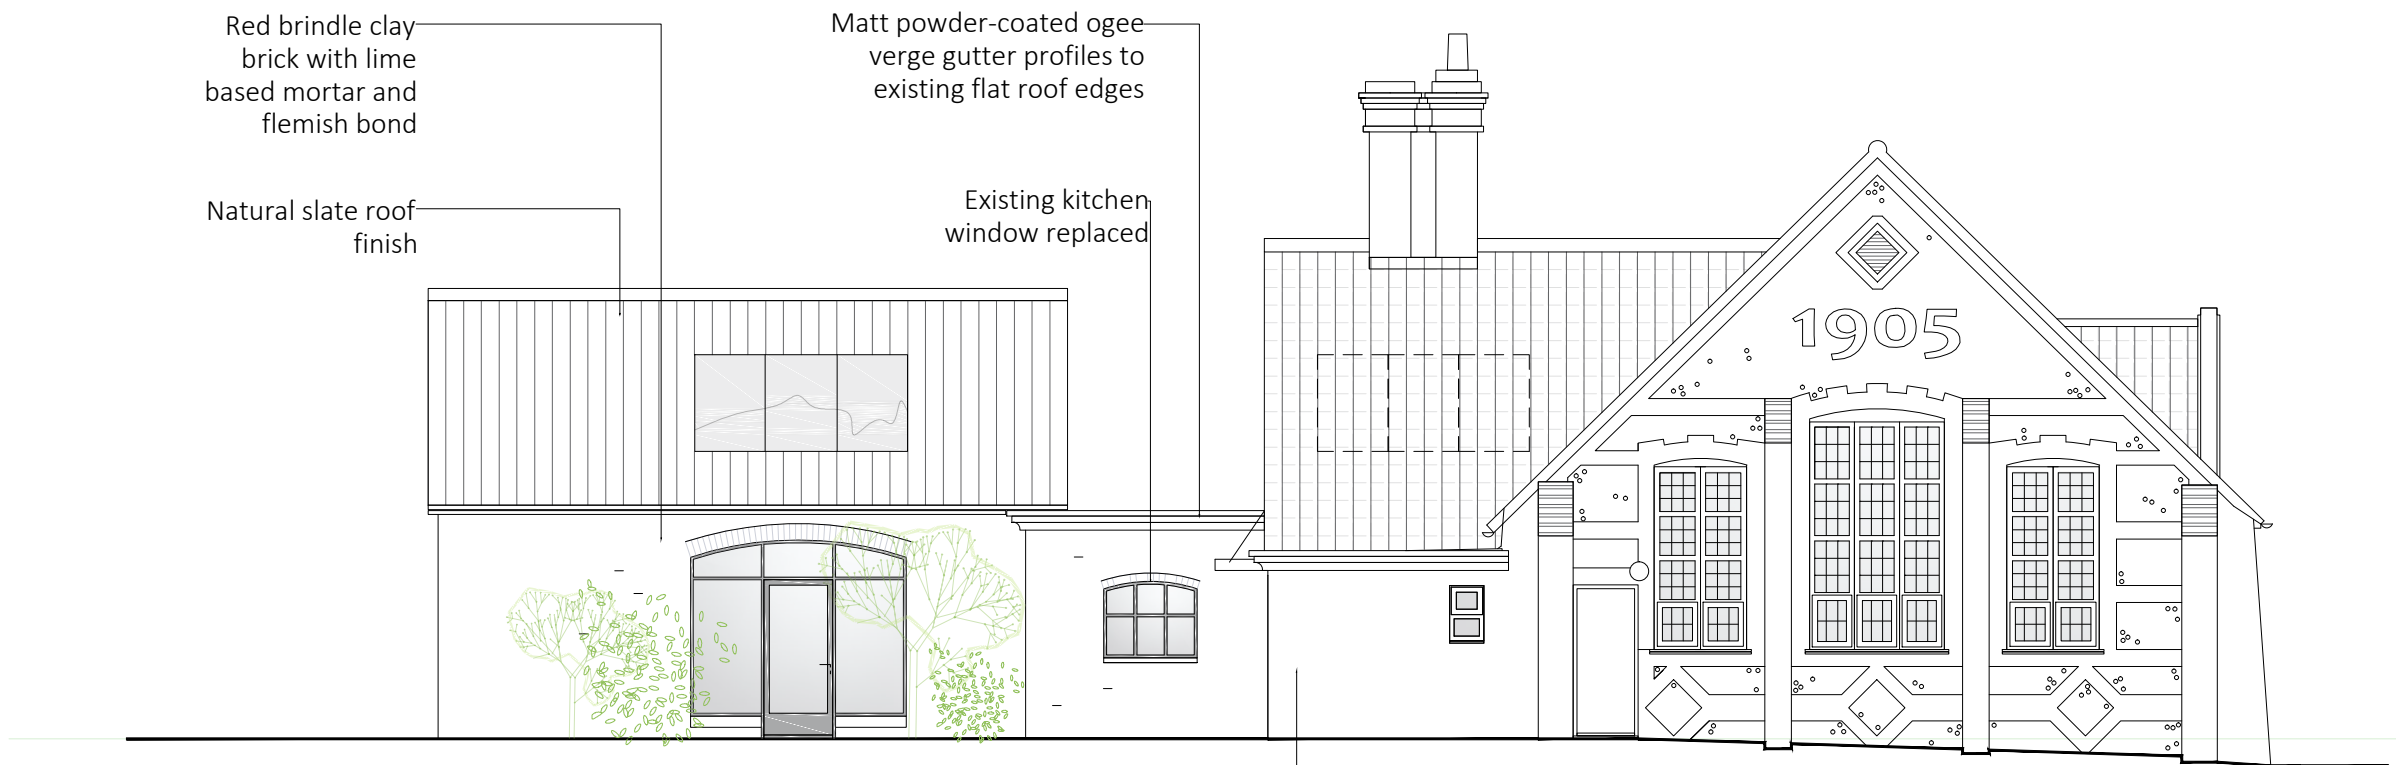 Red brindle clay
brick with lime
based mortar and
flemish bond
Matt powder-coated ogee
verge gutter profiles to
existing flat roof edges
Natural slate roof
finish
Existing kitchen
window replaced
1905